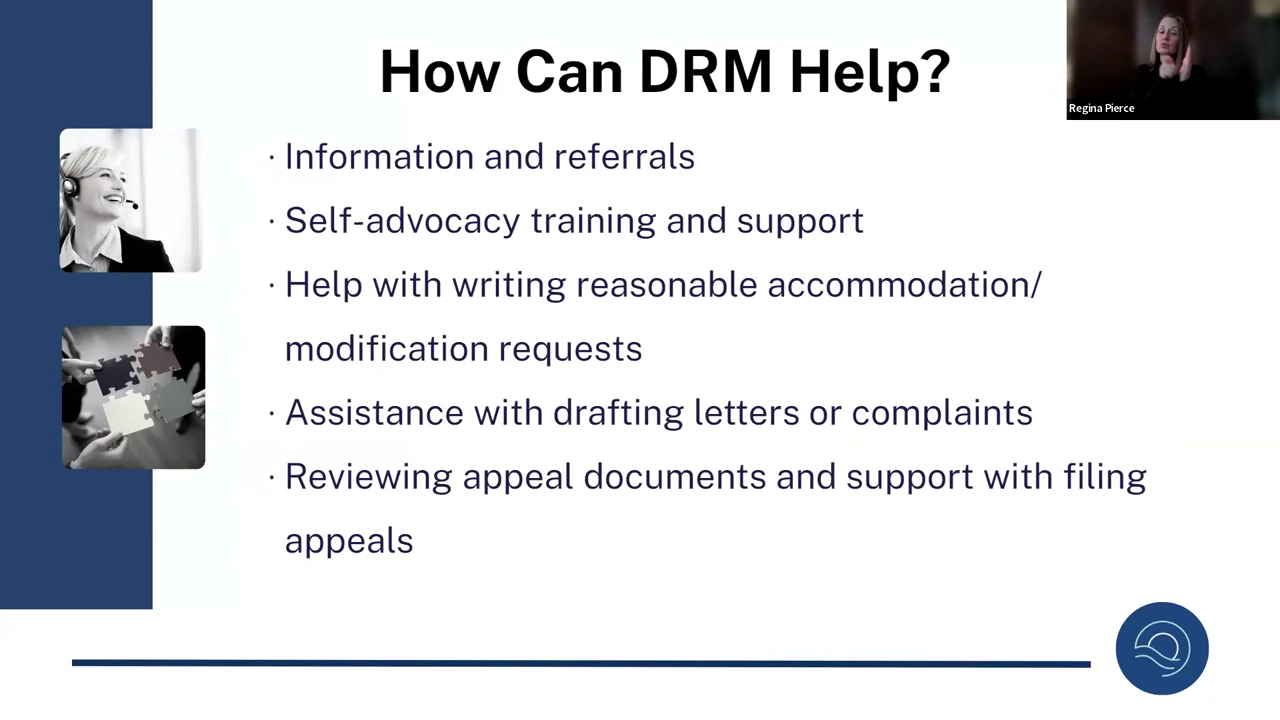 How Can DRM Help?
Regina Pierce
· Information and referrals
· Self-advocacy training and support
· Help with writing reasonable accommodation/
modification requests
· Assistance with drafting letters or complaints
· Reviewing appeal documents and support with filing
appeals